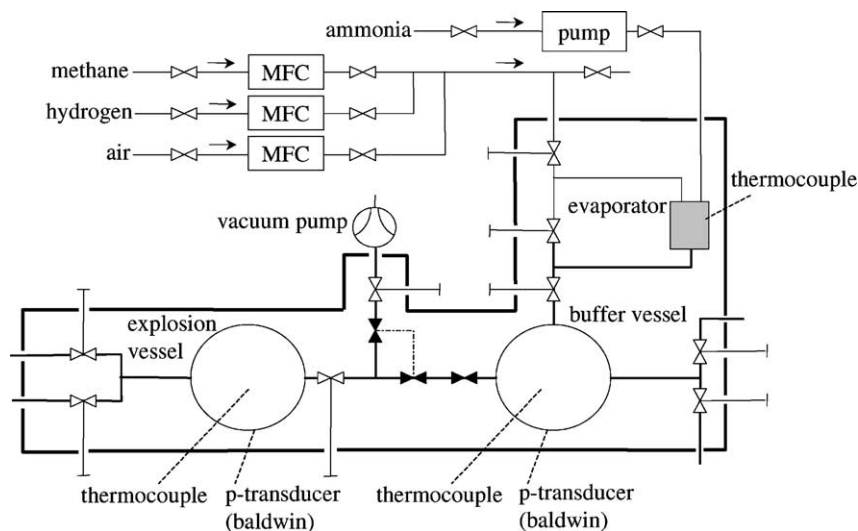 ammonia
pump
methane
MFC
hydrogen
MFC
air
MFC
thermocouple
evaporator
vacuum pump
explosion
vessel
buffer vessel
thermocouple
p-transducer
(baldwin)
thermocouple
p-transducer
(baldwin)